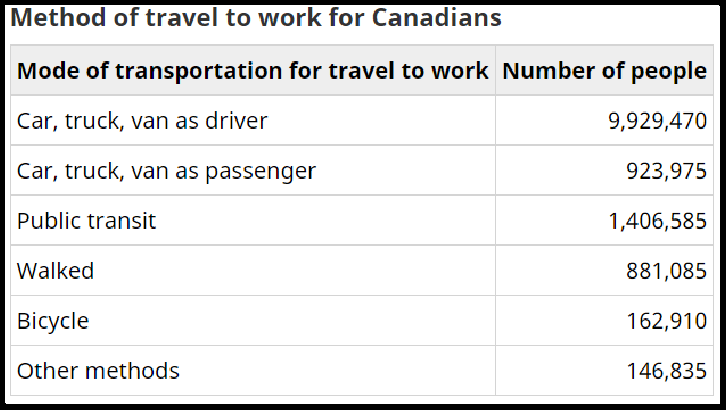 Method of travel to work for Canadians
Mode of transportation for travel to work Number of people
Car, truck, van as driver 9,929,470
Car, truck, van as passenger 923,975
Public transit 1,406,585
Walked 881,085
Bicycle 162,910
Other methods 146,835